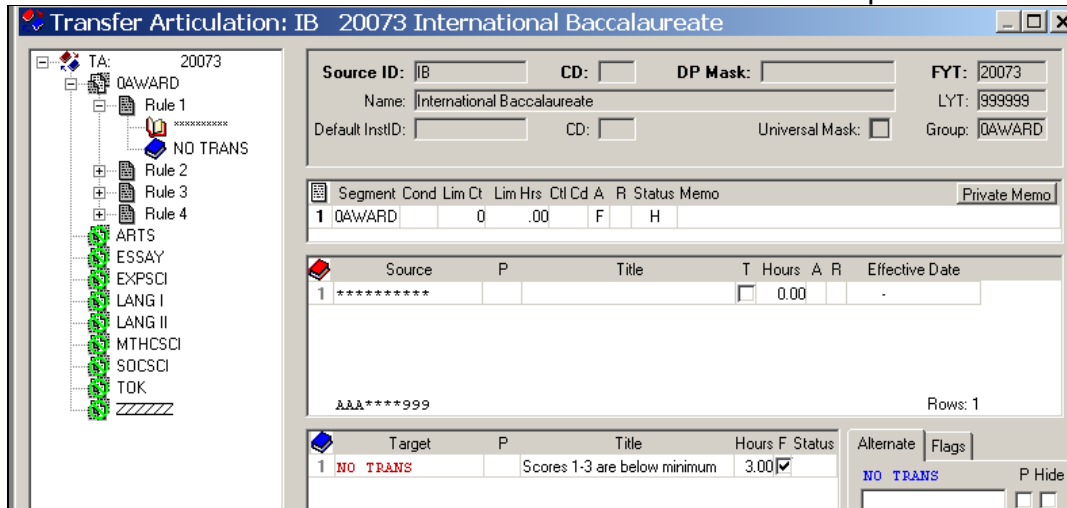 Transfer Articulation: IB 20073 International Baccalaureate
TA: 20073
0AWARD
Rule 1
**********
NO TRANS
Rule 2
Rule 3
Rule 4
ARTS
ESSAY
EXPSCI
LANG I
LANG II
MTHCSCI
SOCSCI
TOK
ZZZZZZZ
Source ID: IB CD: DP Mask: FYT: 20073
Name: International Baccalaureate LYT: 999999
Default InstID: CD: Universal Mask: Group: 0AWARD
Segment Cond Lim Ct Lim Hrs Ctl Cd A R Status Memo Private Memo
1 0AWARD 0 .00 F H
Source P Title T Hours A R Effective Date
1 ********** 0.00 -
AAA****999 Rows: 1
Target P Title Hours F Status
1 NO TRANS Scores 1-3 are below minimum 3.00
Alternate Flags
NO TRANS P Hide